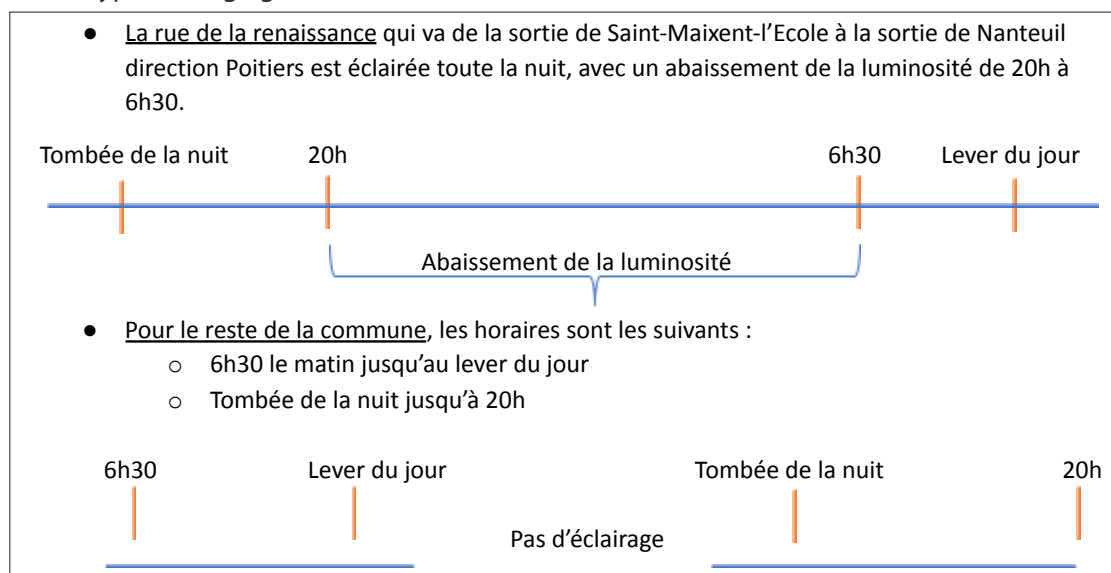 ● La rue de la renaissance qui va de la sortie de Saint-Maixent-l’Ecole à la sortie de Nanteuil
direction Poitiers est éclairée toute la nuit, avec un abaissement de la luminosité de 20h à
6h30.
Tombée de la nuit 20h 6h30 Lever du jour
Abaissement de la luminosité
● Pour le reste de la commune, les horaires sont les suivants :
o 6h30 le matin jusqu’au lever du jour
o Tombée de la nuit jusqu’à 20h
6h30 Lever du jour Tombée de la nuit 20h
Pas d’éclairage